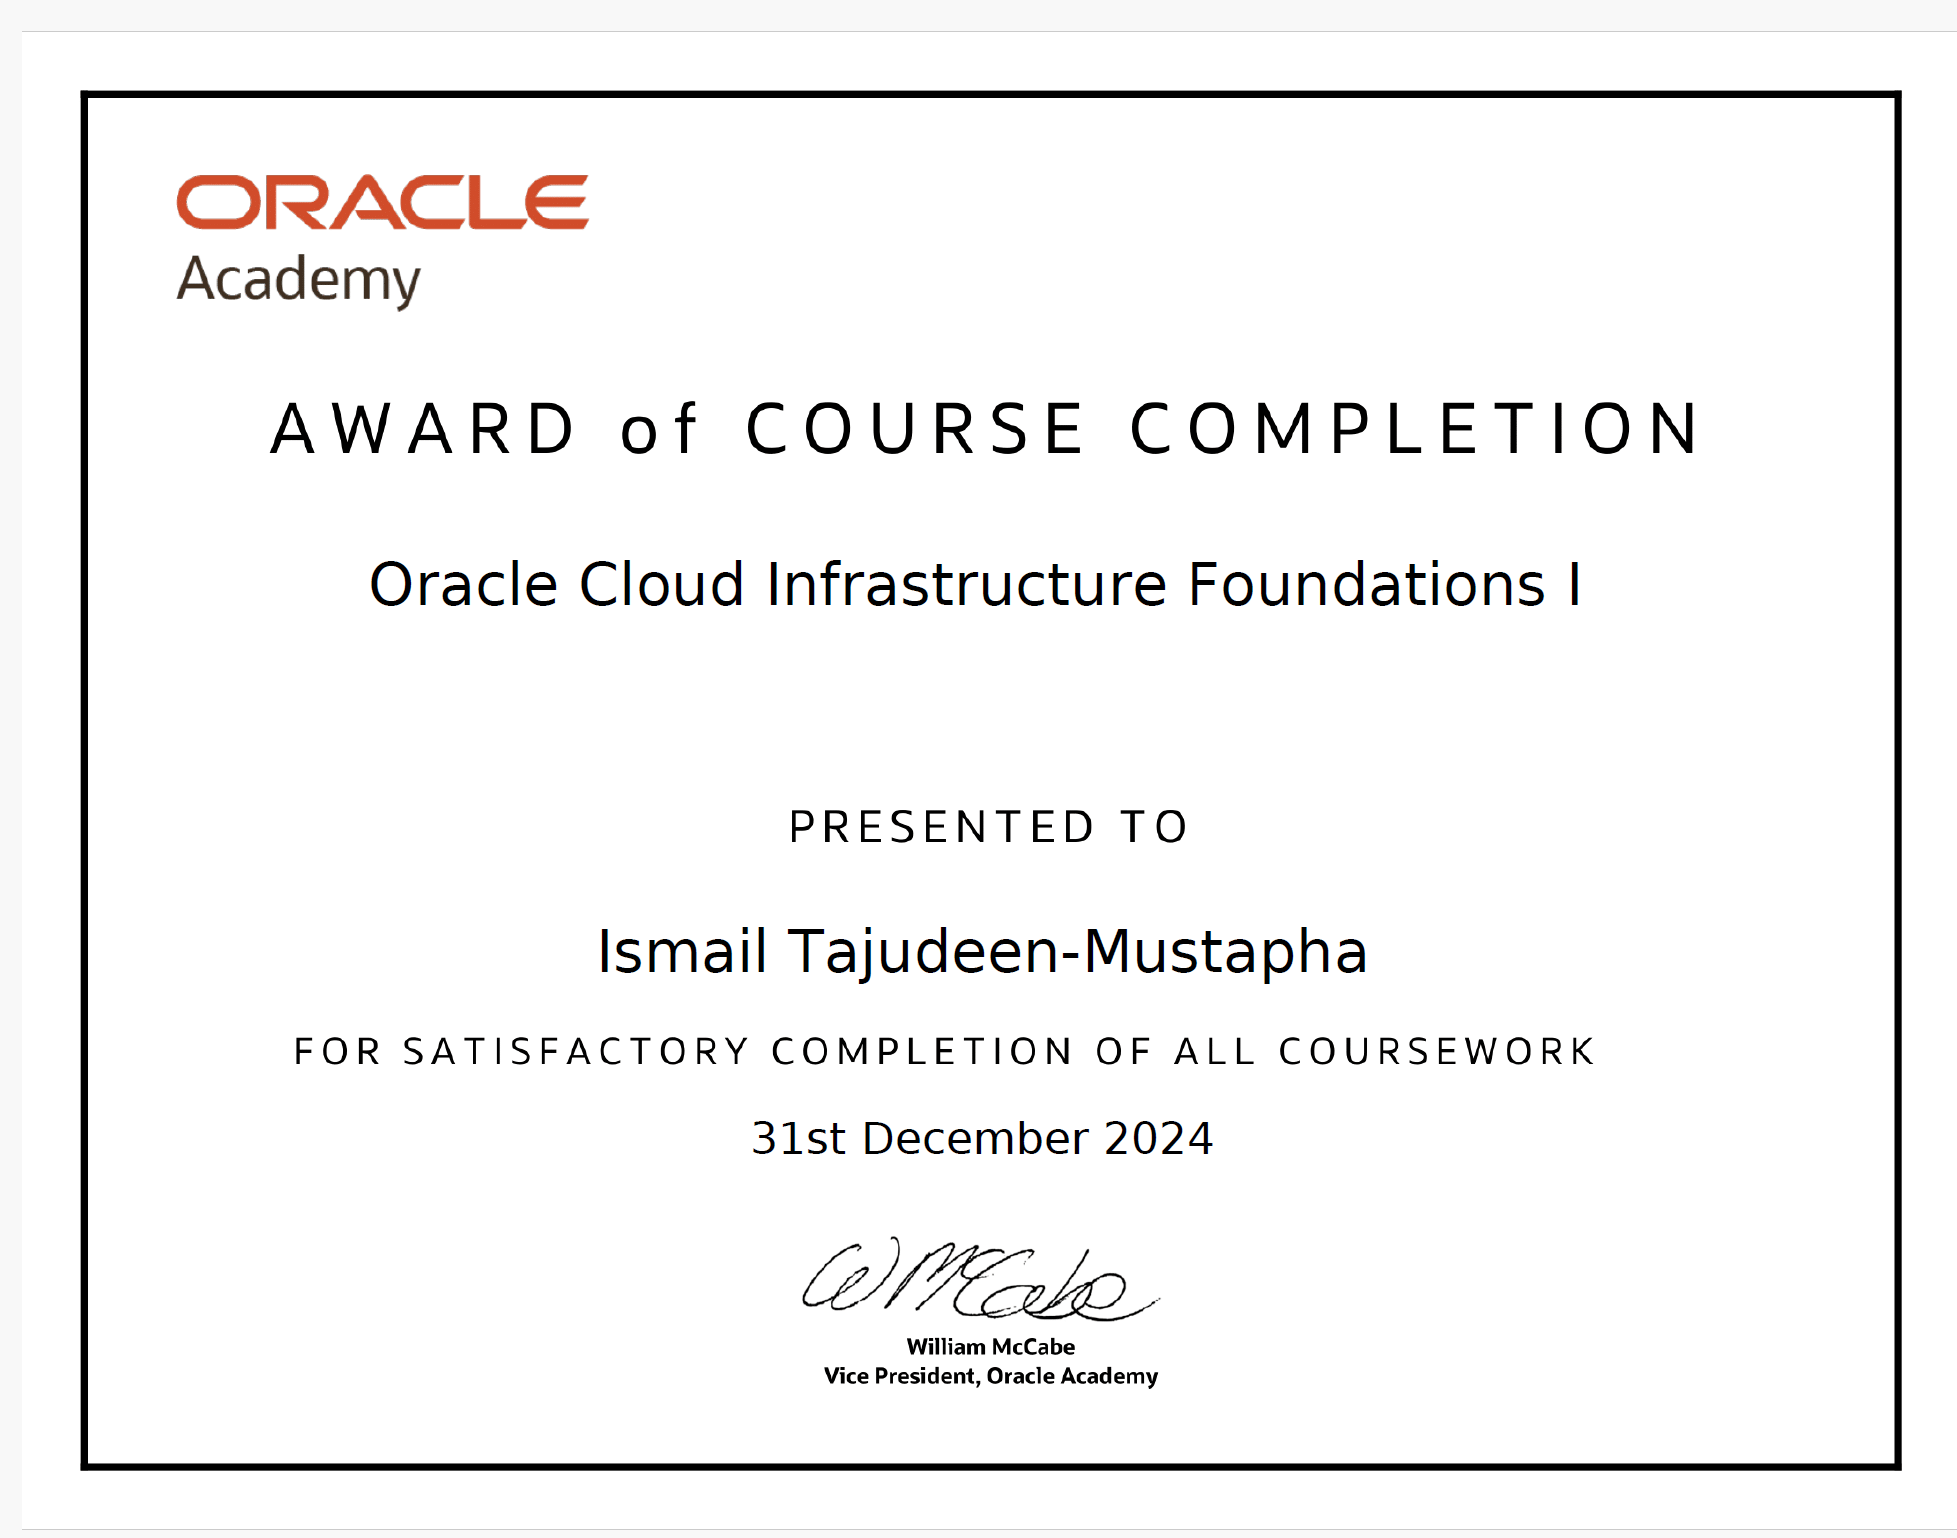 ORACLE
Academy
AWARD of COURSE COMPLETION
Oracle Cloud Infrastructure Foundations I
PRESENTED TO
Ismail Tajudeen-Mustapha
FOR SATISFACTORY COMPLETION OF ALL COURSEWORK
31st December 2024
W McCabe
William McCabe
Vice President, Oracle Academy